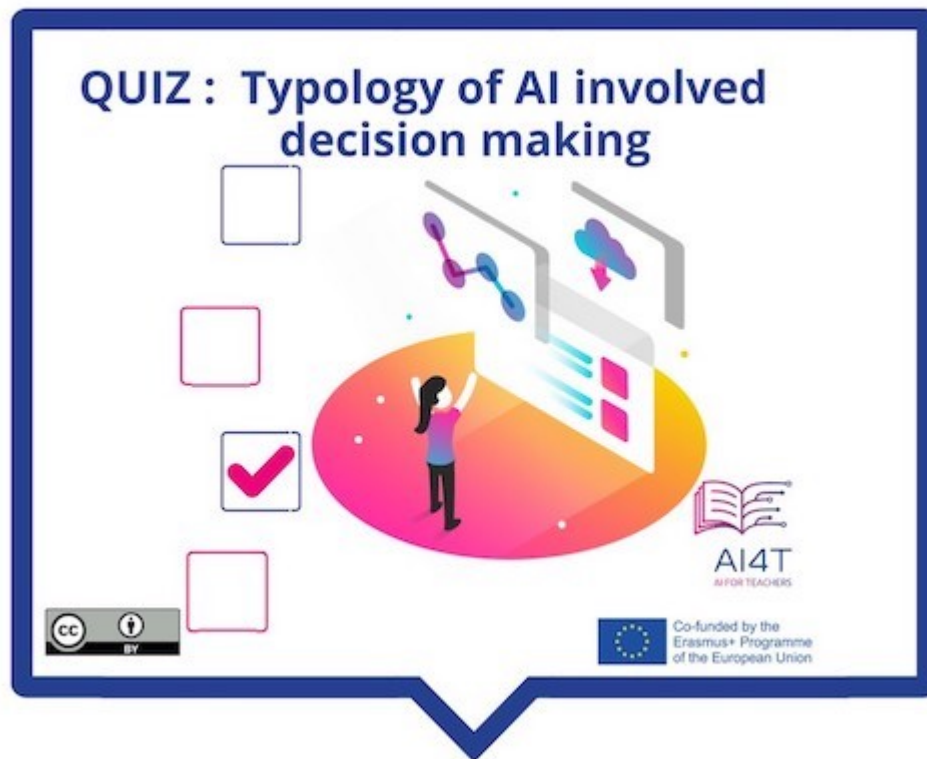 QUIZ : Typology of AI involved
decision making
AI4T
AI FOR TEACHERS
cc
BY
Co-funded by the
Erasmus+ Programme
of the European Union